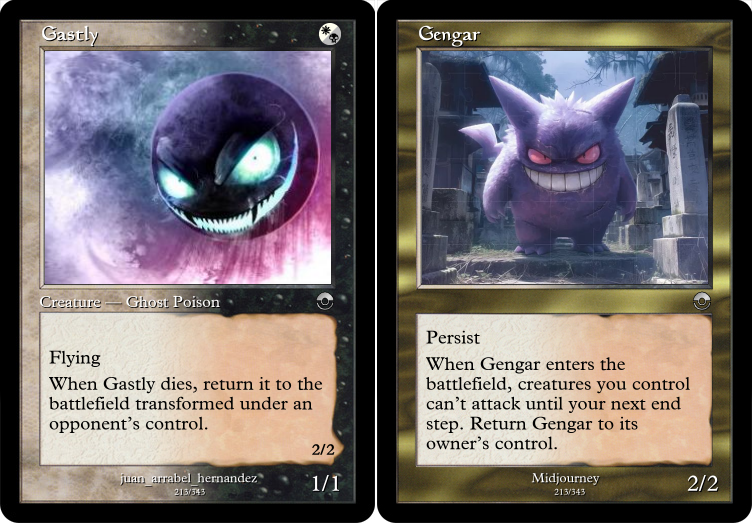 Gastly
Creature — Ghost Poison
Flying
When Gastly dies, return it to the
battlefield transformed under an
opponent's control.
2/2
juan_arrabel_hernandez
213/343
1/1
Gengar
Persist
When Gengar enters the
battlefield, creatures you control
can't attack until your next end
step. Return Gengar to its
owner's control.
Midjourney
213/343
2/2